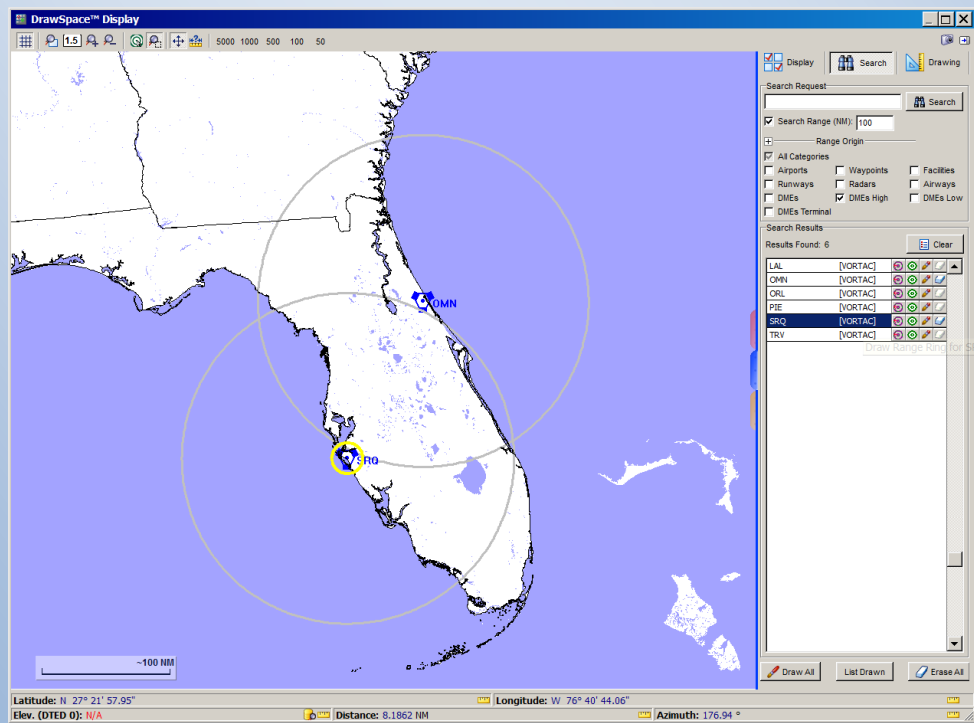 DrawSpace™ Display
1.5 5000 1000 500 100 50
Display Search Drawing
Search Request
Search
Search Range (NM): 100
Range Origin
All Categories
Airports Waypoints Facilities
Runways Radars Airways
DMEs DMEs High DMEs Low
DMEs Terminal
Search Results
Results Found: 6 Clear
LAL [VORTAC]
OMN [VORTAC]
ORL [VORTAC]
PIE [VORTAC]
SRQ [VORTAC]
TRV [VORTAC]
Draw Range Ring for S
OMN
SRQ
~100 NM
Draw All List Drawn Erase All
Latitude: N 27° 21' 57.95" Longitude: W 76° 40' 44.06"
Elev. (DTED 0): N/A Distance: 8.1862 NM Azimuth: 176.94 °